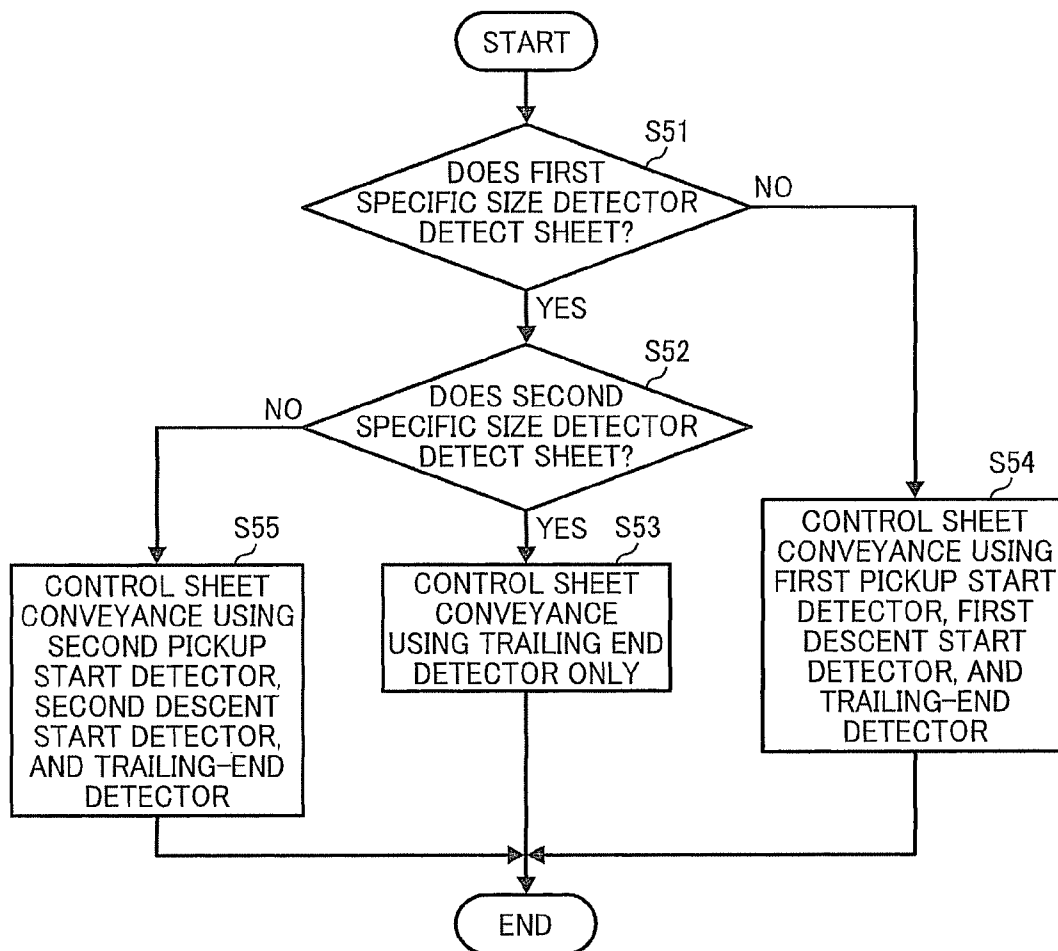 START
S51
DOES FIRST
SPECIFIC SIZE DETECTOR
DETECT SHEET?
NO
YES
S52
DOES SECOND
SPECIFIC SIZE DETECTOR
DETECT SHEET?
NO
YES
S55
CONTROL SHEET
CONVEYANCE USING
SECOND PICKUP
START DETECTOR,
SECOND DESCENT
START DETECTOR,
AND TRAILING-END
DETECTOR
S53
CONTROL SHEET
CONVEYANCE
USING TRAILING END
DETECTOR ONLY
S54
CONTROL SHEET
CONVEYANCE USING
FIRST PICKUP START
DETECTOR, FIRST
DESCENT START
DETECTOR, AND
TRAILING-END
DETECTOR
END